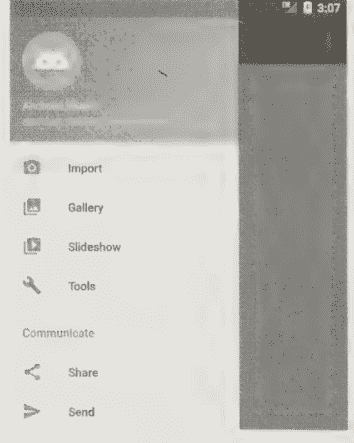 3:07
Import
Gallery
Slideshow
Tools
Communicate
Share
Send